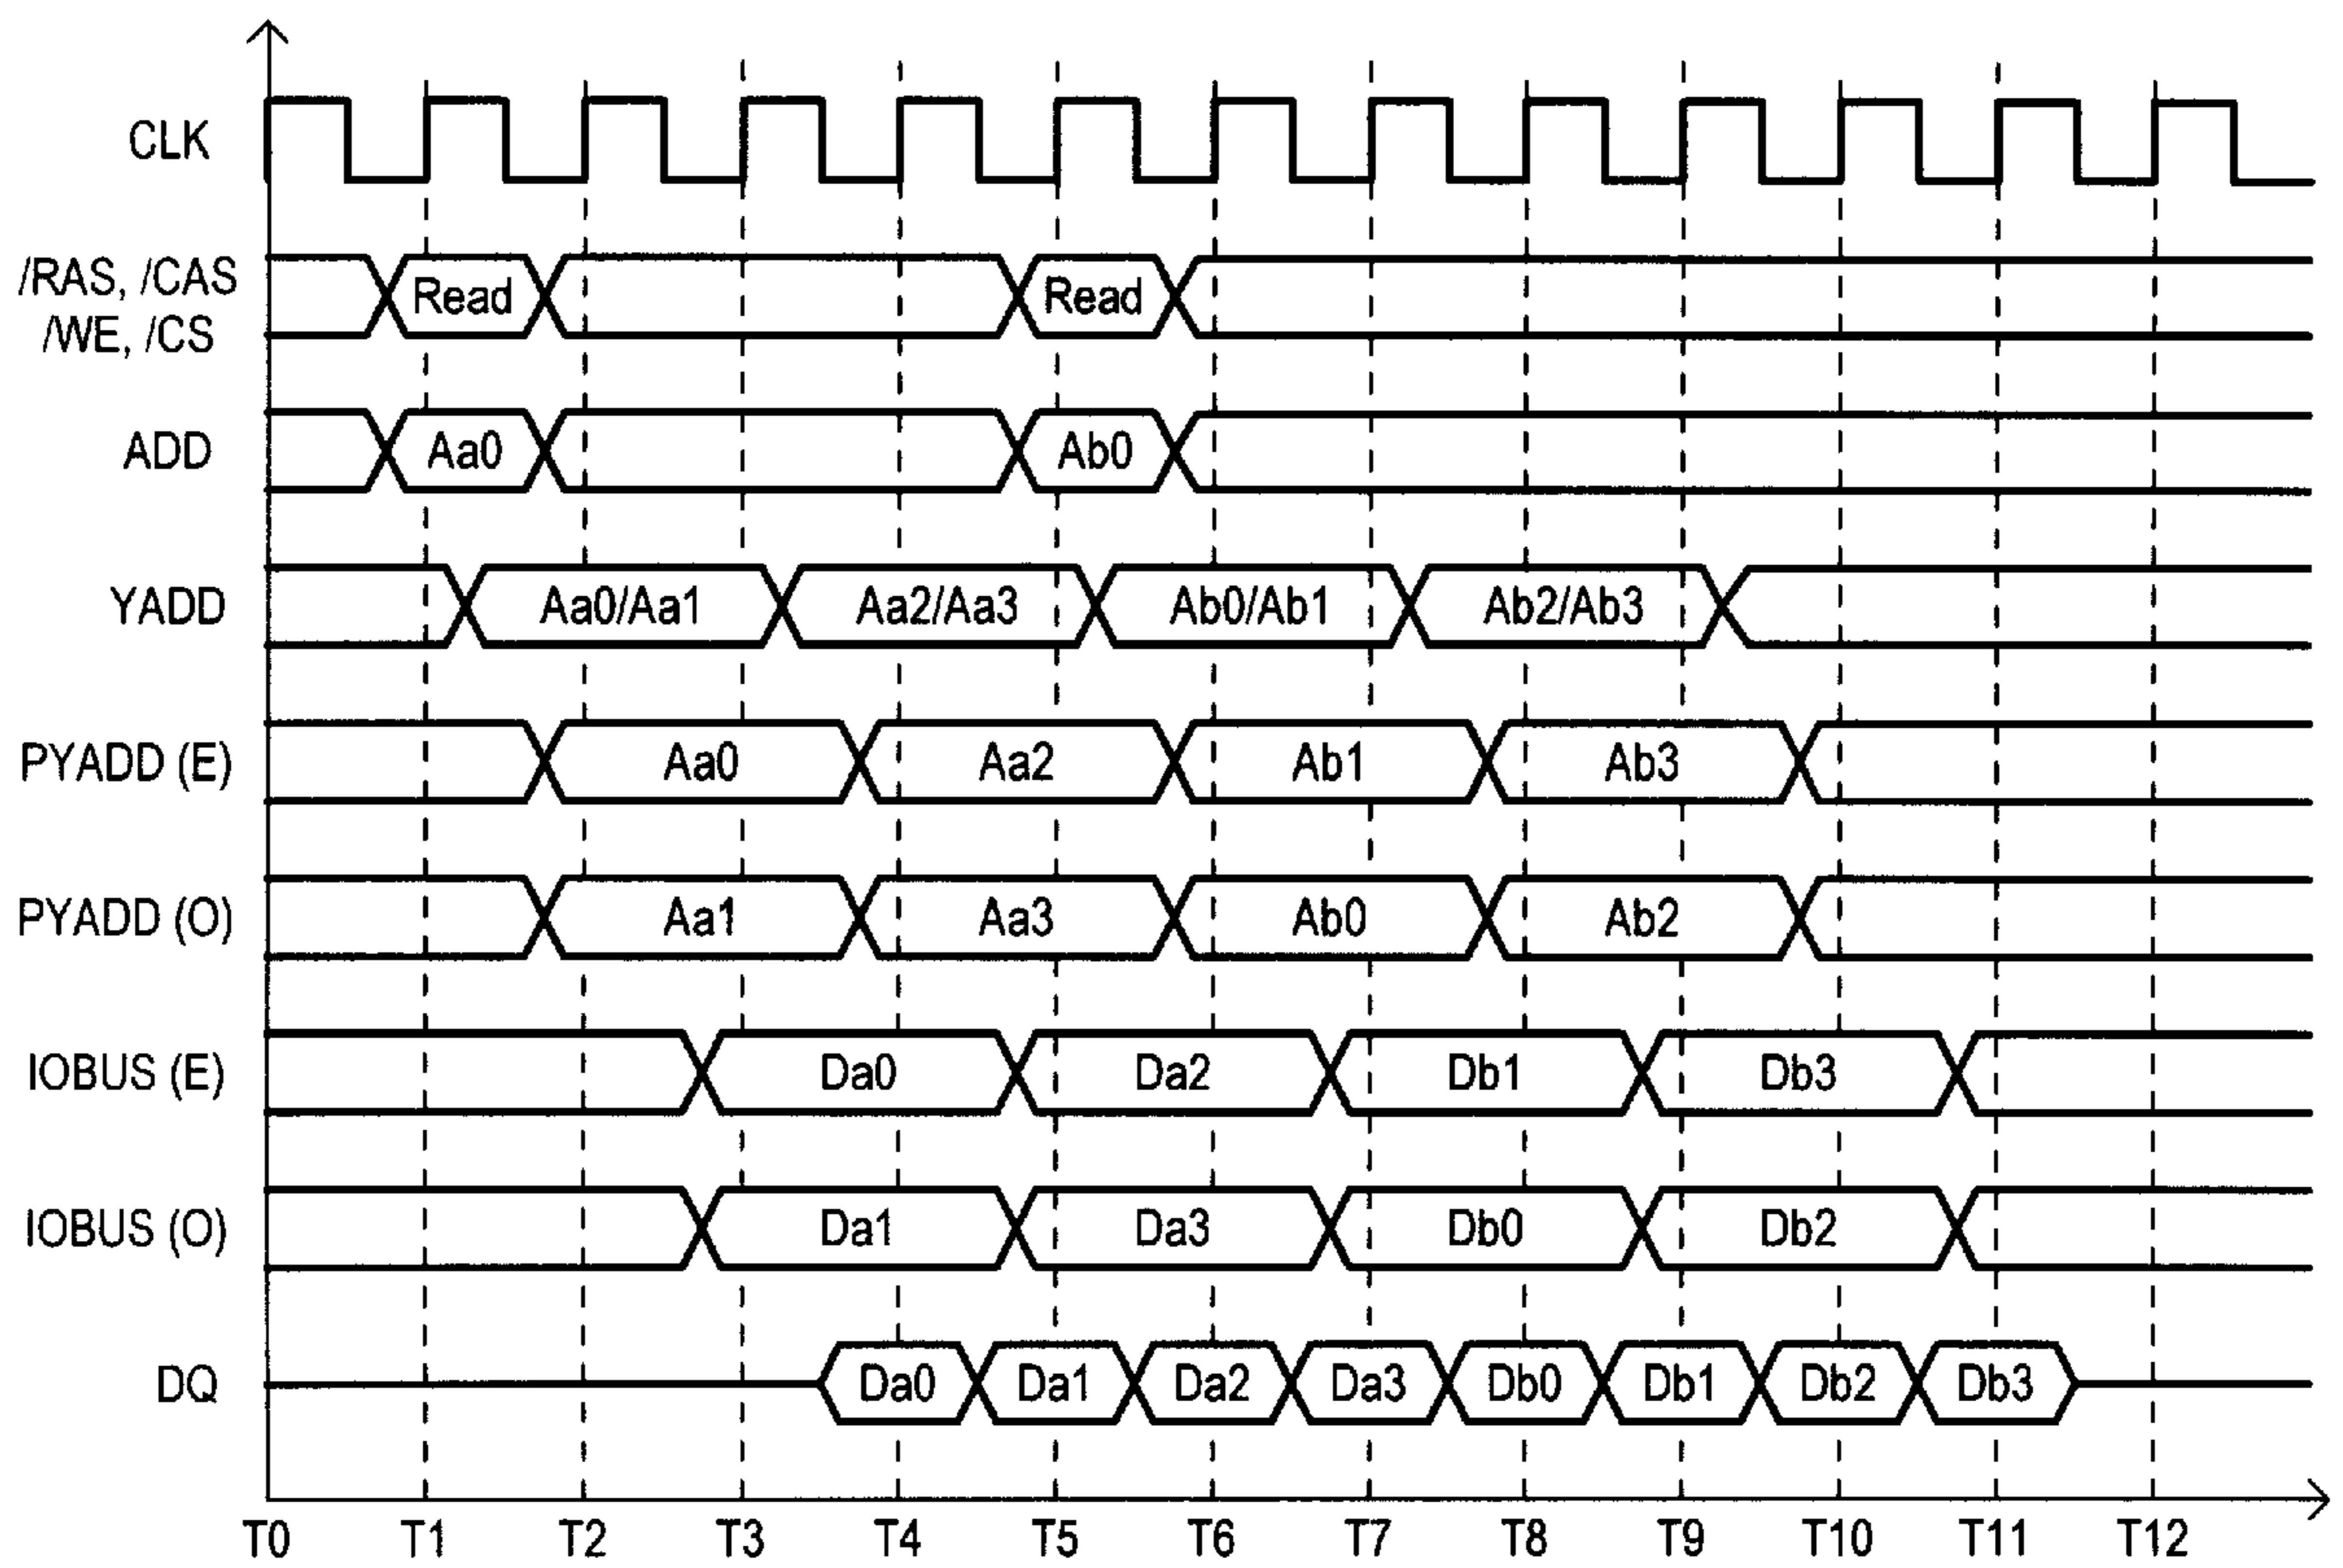 CLK
/RAS, /CAS
/WE, /CS
Read Read
ADD Aa0 Ab0
YADD Aa0/Aa1 Aa2/Aa3 Ab0/Ab1 Ab2/Ab3
PYADD (E) Aa0 Aa2 Ab1 Ab3
PYADD (O) Aa1 Aa3 Ab0 Ab2
IOBUS (E) Da0 Da2 Db1 Db3
IOBUS (O) Da1 Da3 Db0 Db2
DQ Da0 Da1 Da2 Da3 Db0 Db1 Db2 Db3
T0 T1 T2 T3 T4 T5 T6 T7 T8 T9 T10 T11 T12